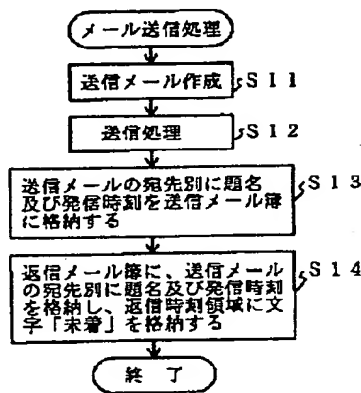 メール送信処理
送信メール作成
S11
送信処理
S12
送信メールの宛先別に題名
及び発信時刻を送信メール簿
に格納する
S13
返信メール簿に、送信メール
の宛先別に題名及び発信時刻
を格納し、返信時刻領域に文
字「未着」を格納する
S14
終了